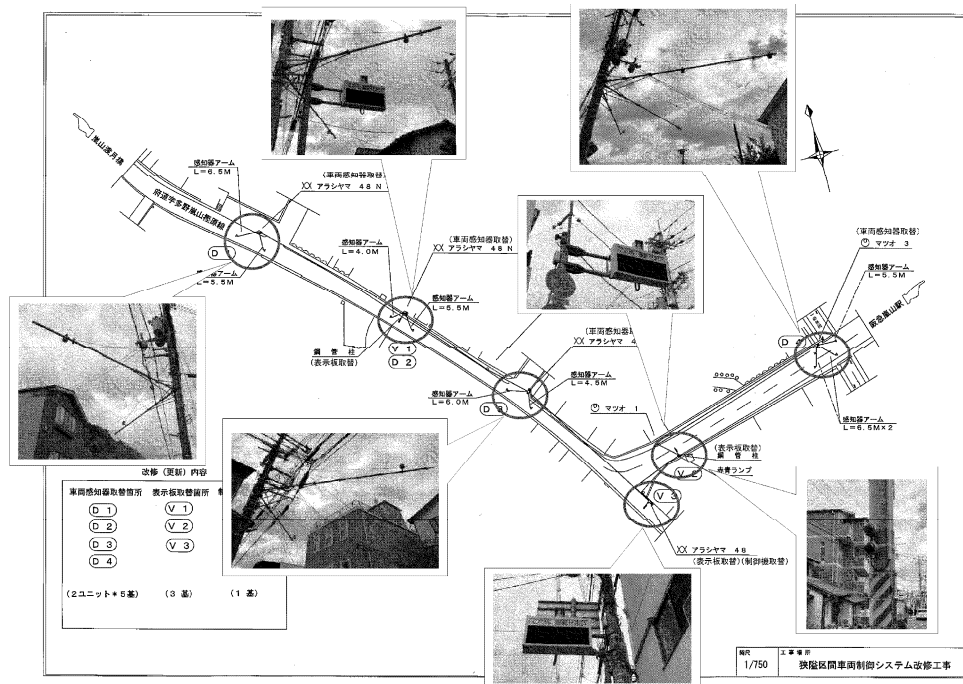 嵐山渡月橋
感知器アーム
L=6.5M
(車両感知器取替)
アラシヤマ 48 N
府道宇多野嵐山樫原線
D
アーム
L=5.5M
感知器アーム
L=4.0M
(車両感知器取替)
アラシヤマ 48 N
感知器アーム
L=6.5M
V 1
D 2
鋼管柱
(表示板取替)
(車両感知器取
アラシヤマ 4
感知器アーム
L=4.5M
感知器アーム
L=6.0M
D 3
マツオ 1
(車両感知器取替)
マツオ 3
感知器アーム
L=5.5M
阪急嵐山駅
D
感知器アーム
L=6.5M×2
(表示板取替)
鋼管柱
赤青ランプ
V 2
V 3
アラシヤマ 48
(表示板取替)(制御機取替)
改修(更新)内容
車両感知器取替箇所 表示板取替箇所 制
D 1 V 1
D 2 V 2
D 3 V 3
D 4
(2ユニット*5基) (3 基) (1 基)
縮尺
1/750
工事場所
狭隘区間車両制御システム改修工事